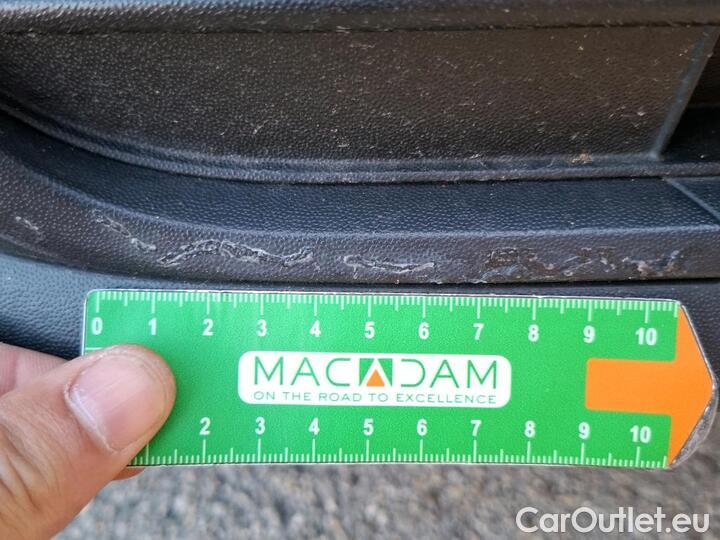 0 1 2 3 4 5 6 7 8 9 10
MACADAM
ON THE ROAD TO EXCELLENCE
2 3 4 5 6 7 8 9 10
CarOutlet.eu